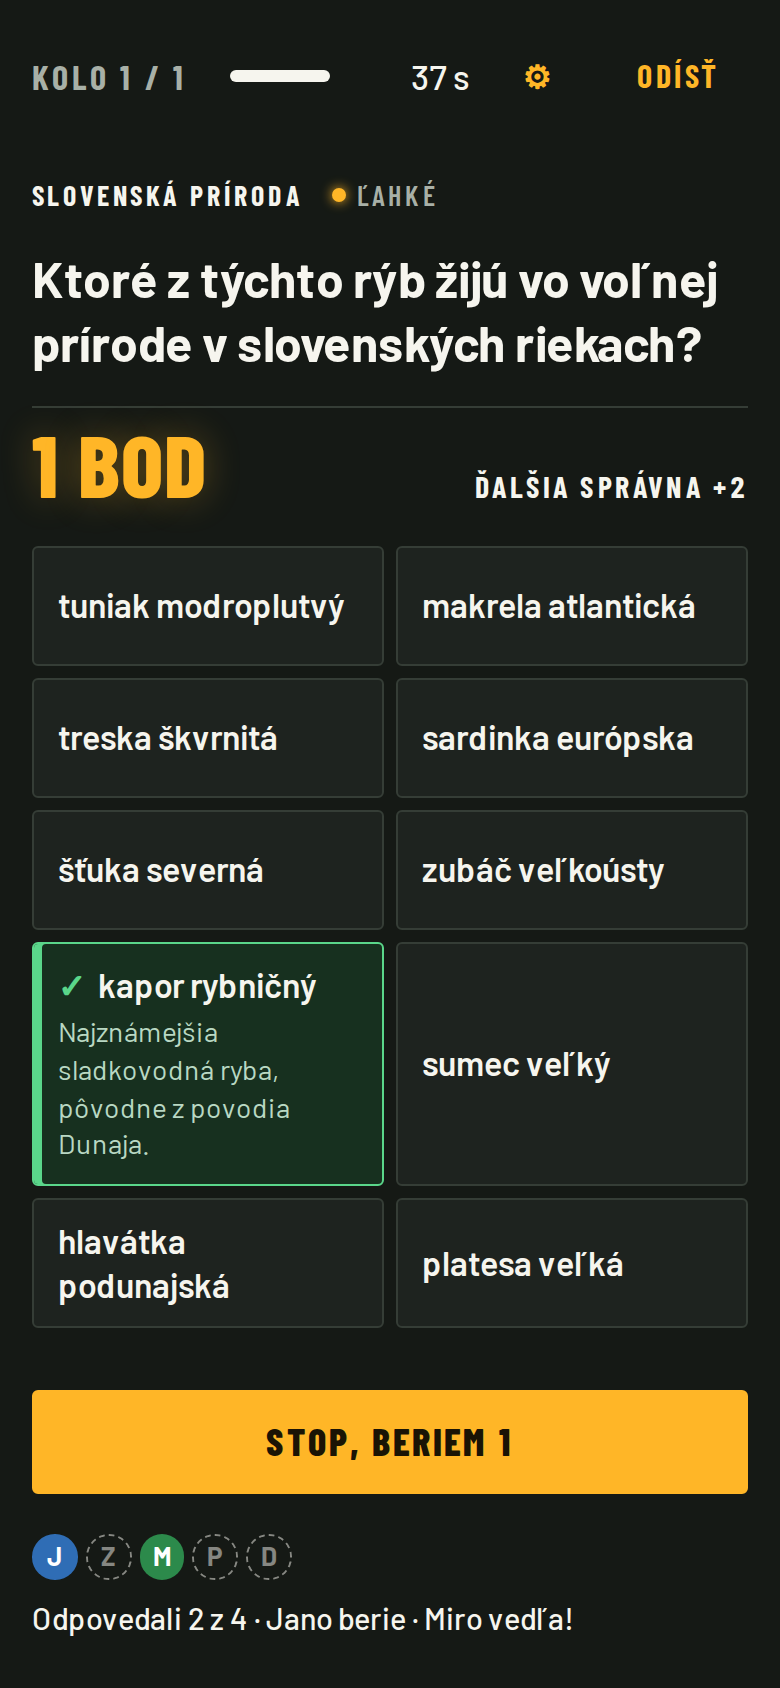 KOLO 1 / 1
37 s
⚙
ODÍSŤ
SLOVENSKÁ PRÍRODA
ĽAHKÉ
Ktoré z týchto rýb žijú vo voľnej
prírode v slovenských riekach?
1 BOD
ĎALŠIA SPRÁVNA +2
tuniak modroplutvý
makrela atlantická
treska škvrnitá
sardinka európska
šťuka severná
zubáč veľkoústy
✓ kapor rybničný
Najznámejšia
sladkovodná ryba,
pôvodne z povodia
Dunaja.
sumec veľký
hlavátka
podunajská
platesa veľká
STOP, BERIEM 1
J Z M P D
Odpovedali 2 z 4 · Jano berie · Miro vedľa!